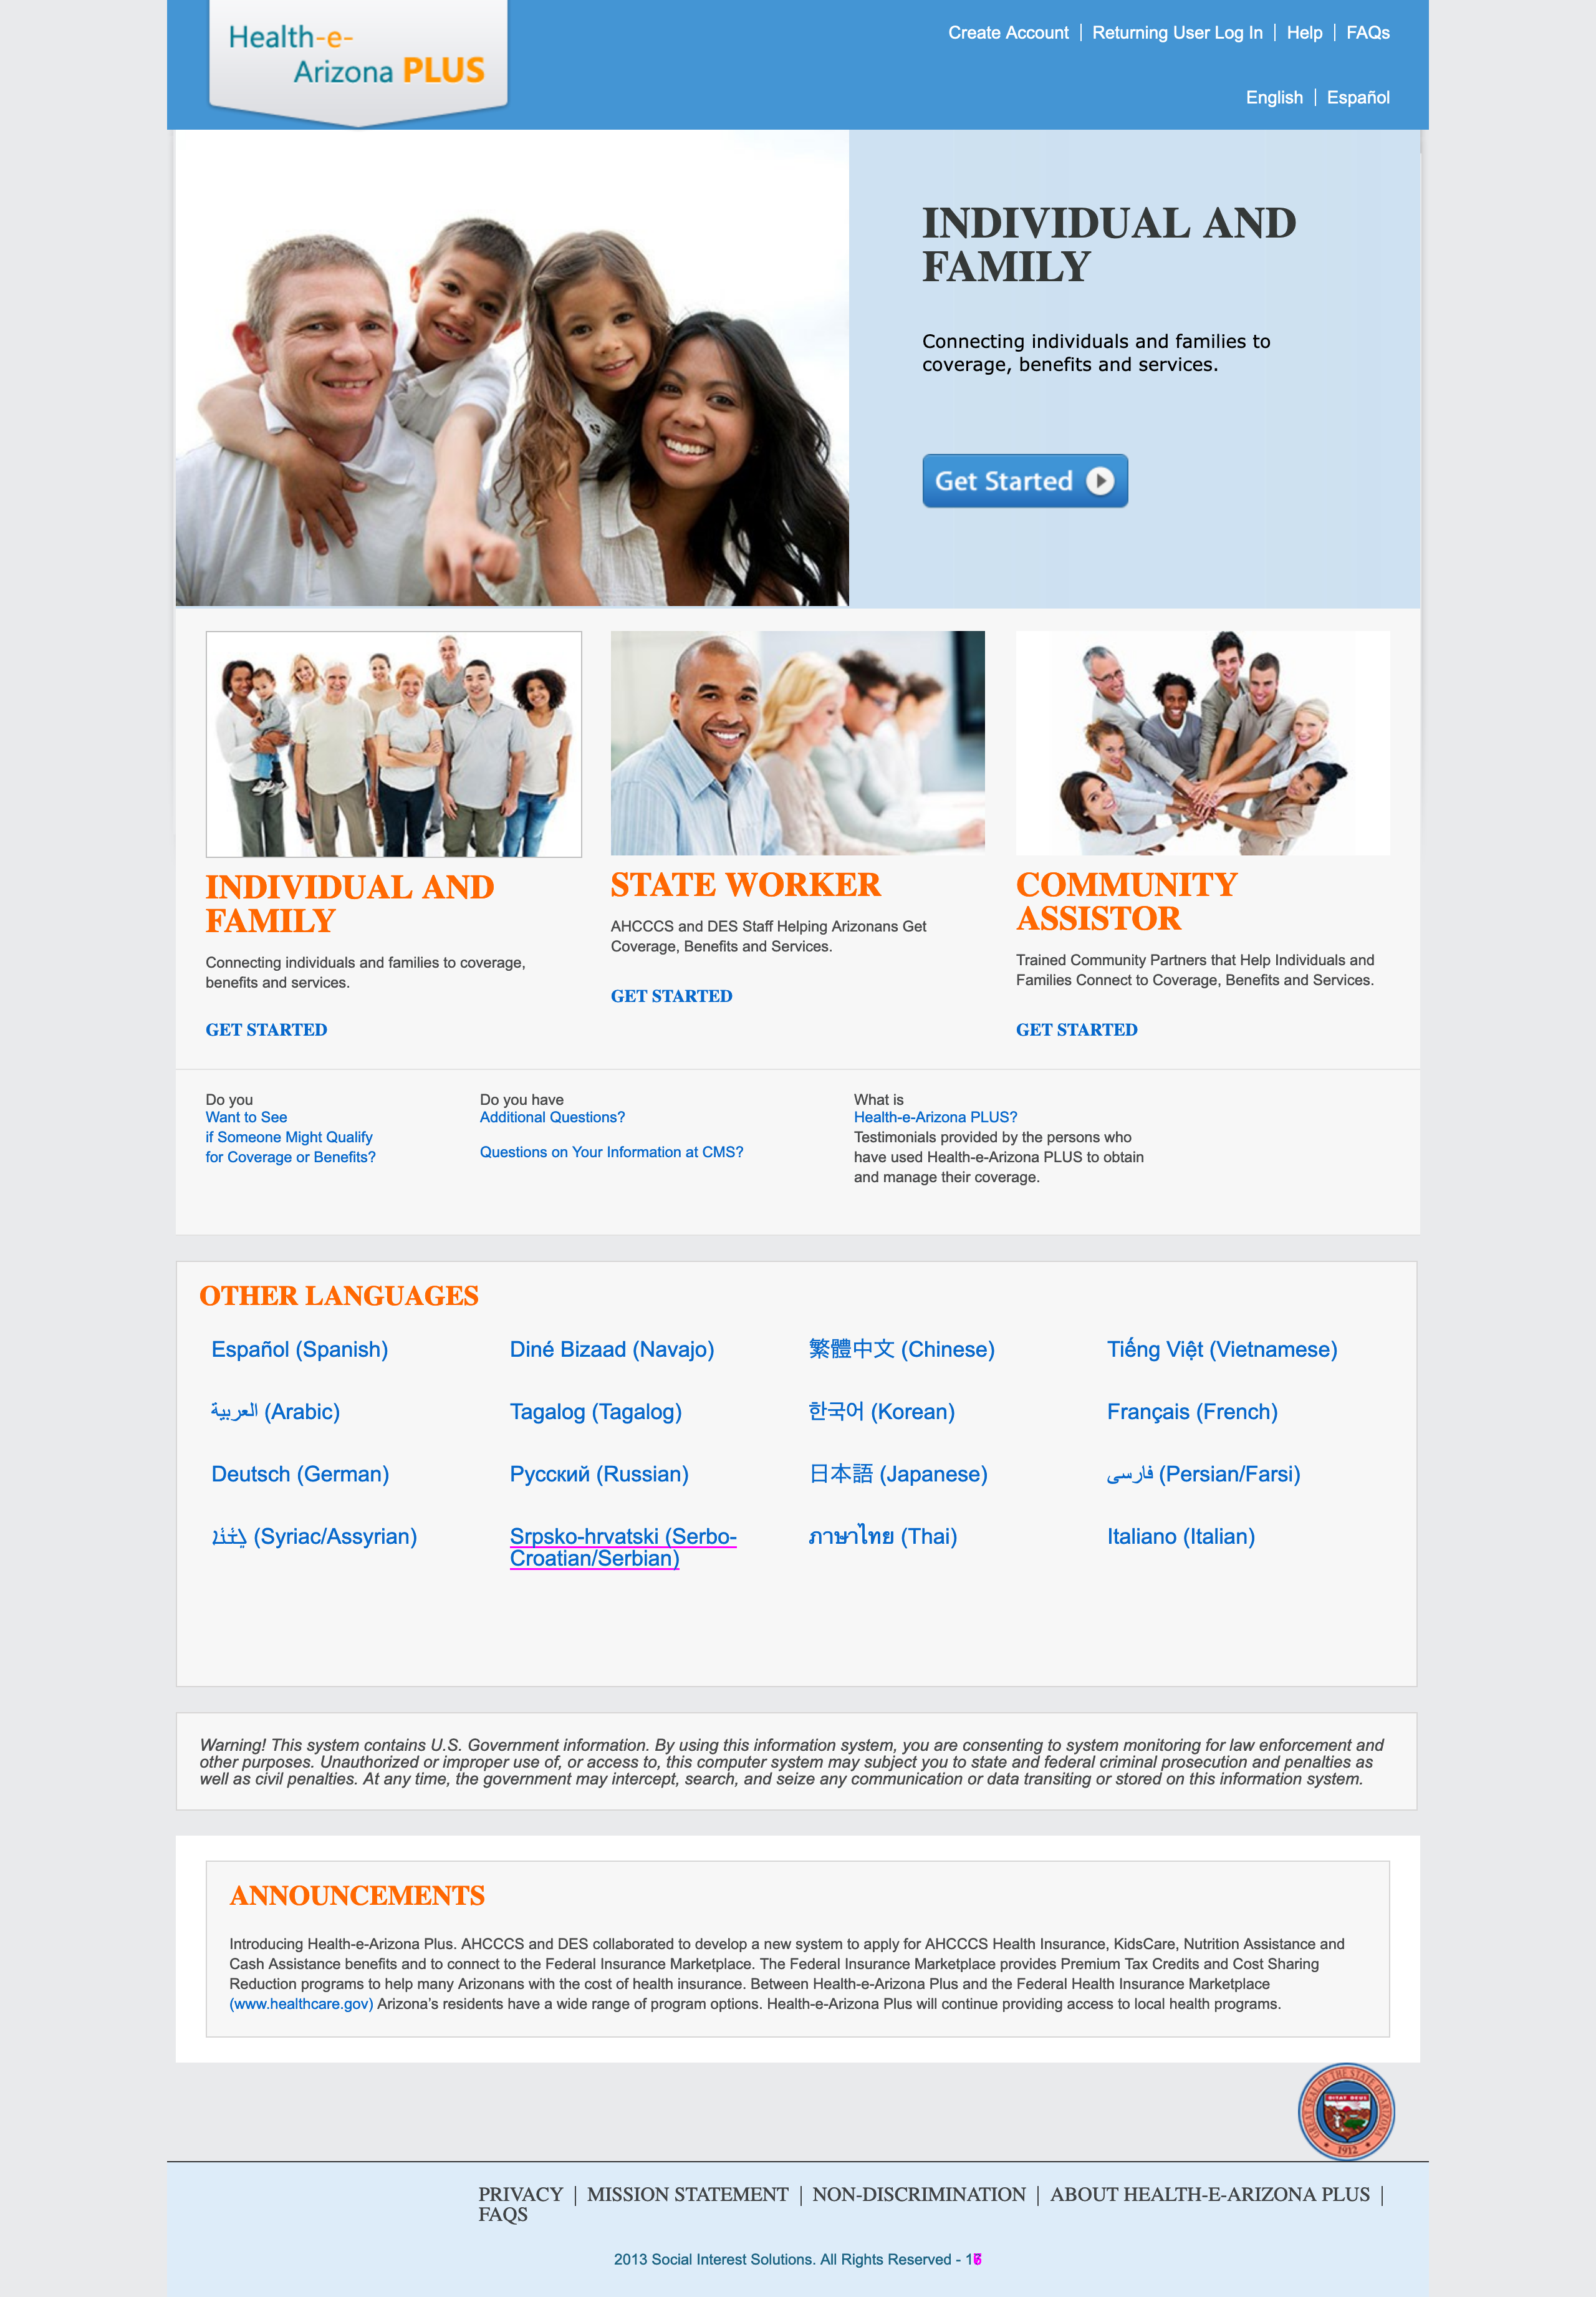 Health-e-
Arizona PLUS
Create Account | Returning User Log In | Help | FAQs
English | Español
INDIVIDUAL AND
FAMILY
Connecting individuals and families to
coverage, benefits and services.
Get Started
INDIVIDUAL AND
FAMILY
Connecting individuals and families to coverage,
benefits and services.
GET STARTED
STATE WORKER
AHCCCS and DES Staff Helping Arizonans Get
Coverage, Benefits and Services.
GET STARTED
COMMUNITY
ASSISTOR
Trained Community Partners that Help Individuals and
Families Connect to Coverage, Benefits and Services.
GET STARTED
Do you
Want to See
if Someone Might Qualify
for Coverage or Benefits?
Do you have
Additional Questions?
Questions on Your Information at CMS?
What is
Health-e-Arizona PLUS?
Testimonials provided by the persons who
have used Health-e-Arizona PLUS to obtain
and manage their coverage.
OTHER LANGUAGES
Español (Spanish)
Diné Bizaad (Navajo)
繁體中文 (Chinese)
Tiếng Việt (Vietnamese)
العربية (Arabic)
Tagalog (Tagalog)
한국어 (Korean)
Français (French)
Deutsch (German)
Русский (Russian)
日本語 (Japanese)
فارسی (Persian/Farsi)
(Syriac/Assyrian)
Srpsko-hrvatski (Serbo-
Croatian/Serbian)
ภาษาไทย (Thai)
Italiano (Italian)
Warning! This system contains U.S. Government information. By using this information system, you are consenting to system monitoring for law enforcement and
other purposes. Unauthorized or improper use of, or access to, this computer system may subject you to state and federal criminal prosecution and penalties as
well as civil penalties. At any time, the government may intercept, search, and seize any communication or data transiting or stored on this information system.
ANNOUNCEMENTS
Introducing Health-e-Arizona Plus. AHCCCS and DES collaborated to develop a new system to apply for AHCCCS Health Insurance, KidsCare, Nutrition Assistance and
Cash Assistance benefits and to connect to the Federal Insurance Marketplace. The Federal Insurance Marketplace provides Premium Tax Credits and Cost Sharing
Reduction programs to help many Arizonans with the cost of health insurance. Between Health-e-Arizona Plus and the Federal Health Insurance Marketplace
(www.healthcare.gov) Arizona's residents have a wide range of program options. Health-e-Arizona Plus will continue providing access to local health programs.
GREAT SEAL OF THE STATE OF ARIZONA
DITAT DEUS
1912
PRIVACY | MISSION STATEMENT | NON-DISCRIMINATION | ABOUT HEALTH-E-ARIZONA PLUS |
FAQS
2013 Social Interest Solutions. All Rights Reserved -